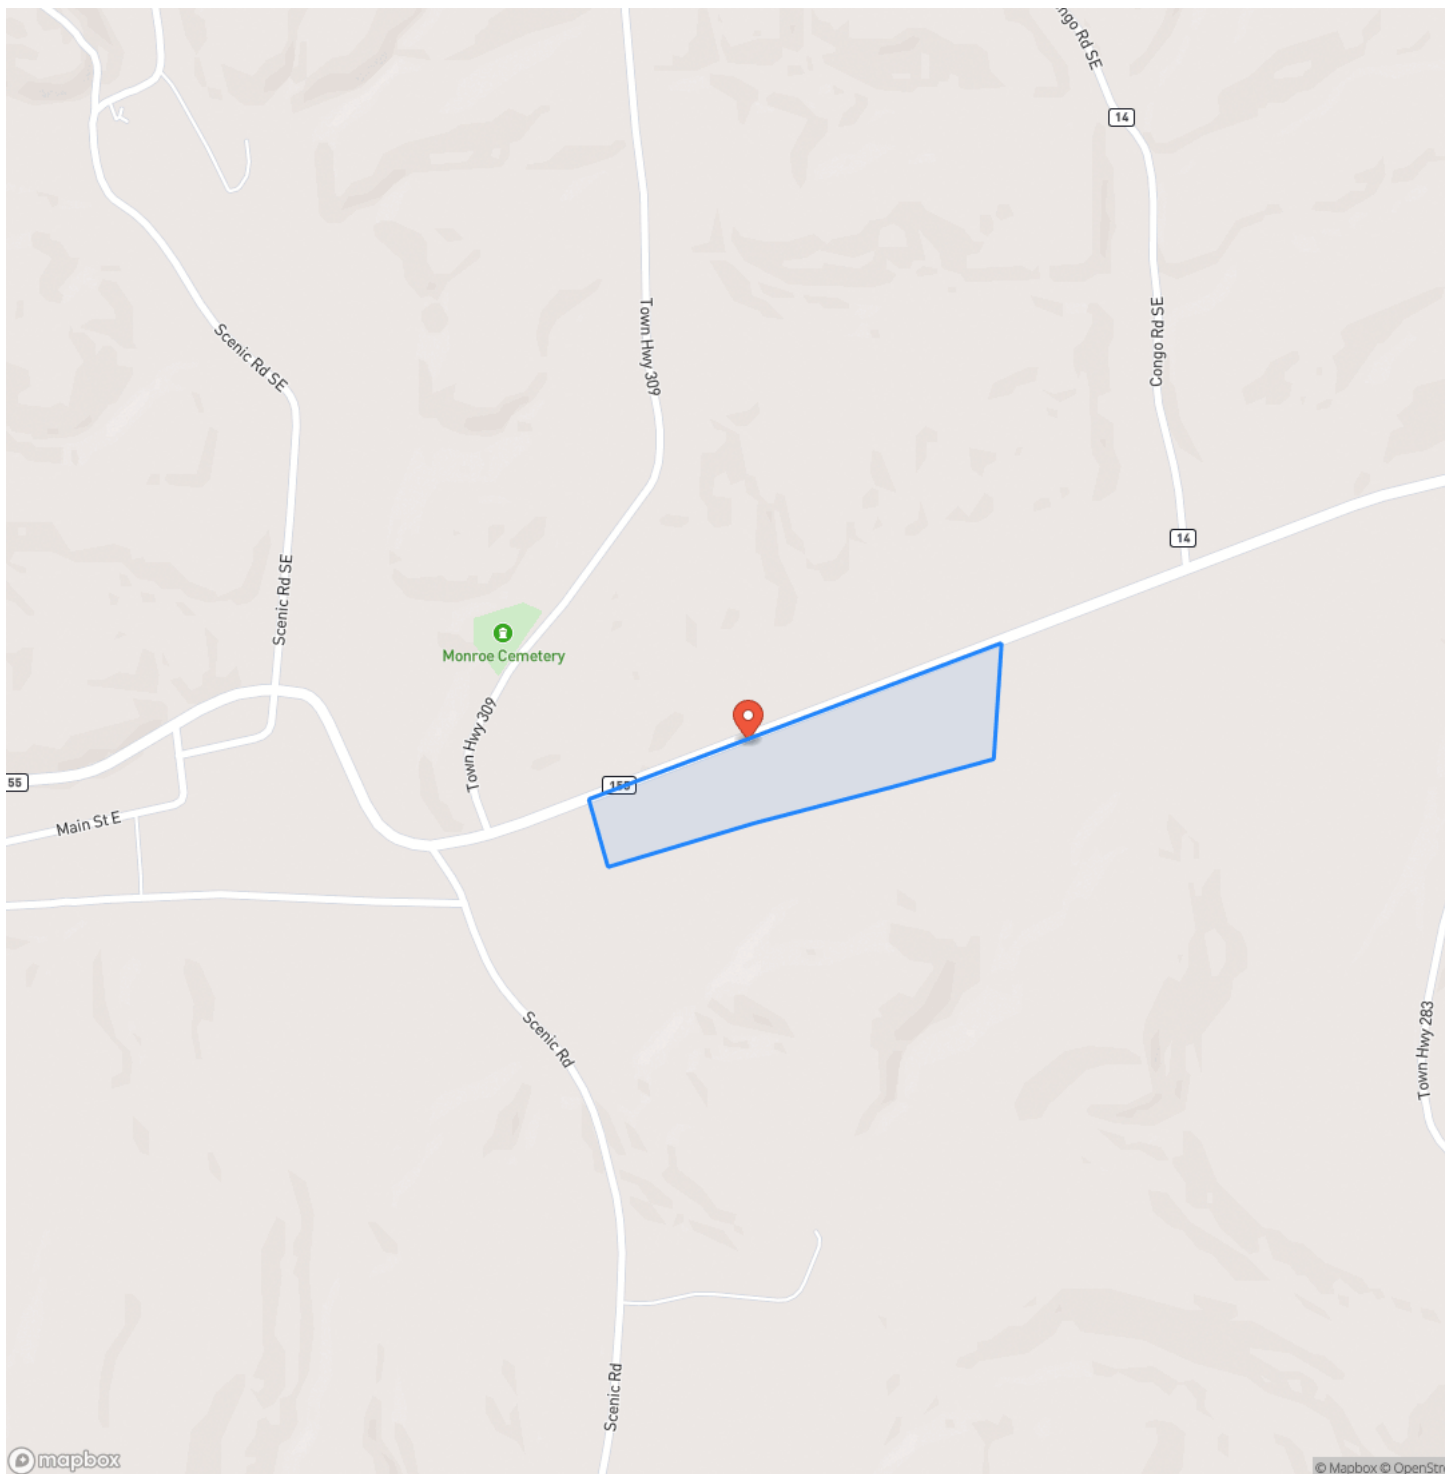 ngo Rd SE
14
Town Hwy 309
Congo Rd SE
Scenic Rd SE
14
Scenic Rd SE
Monroe Cemetery
Town Hwy 309
55
155
Main St E
Town Hwy 283
Scenic Rd
Scenic Rd
mapbox
© Mapbox © OpenStr